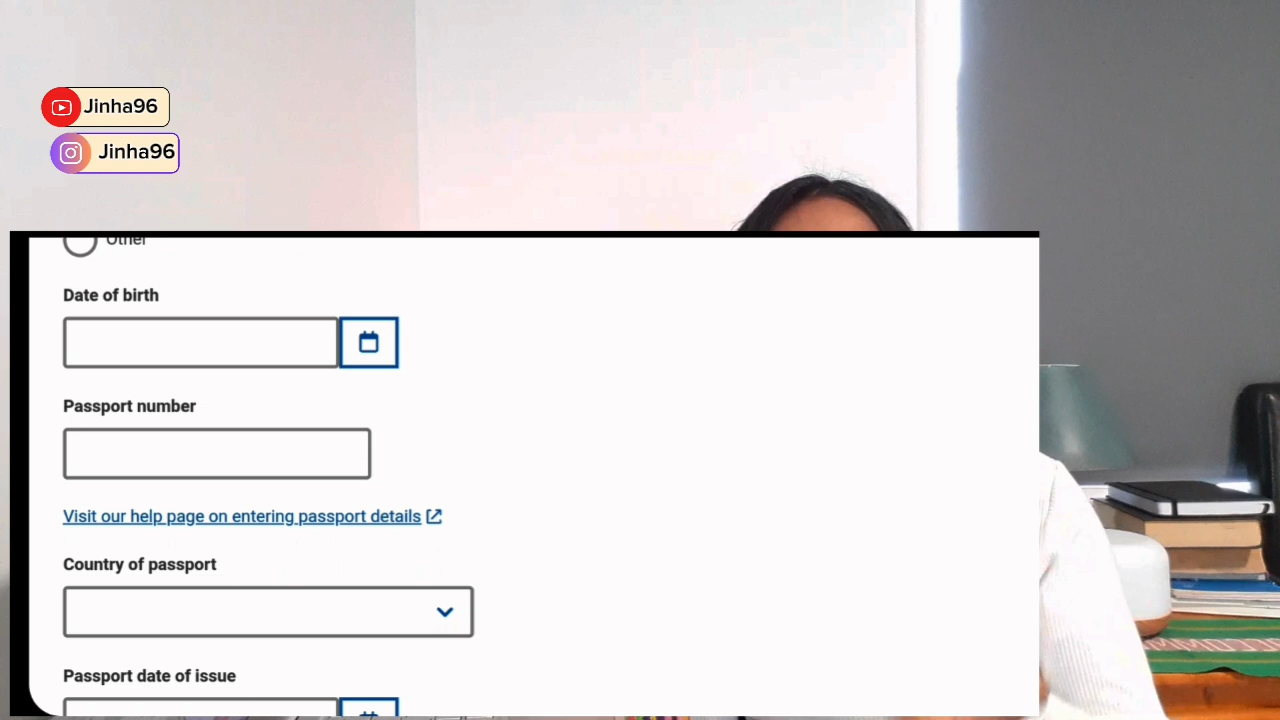 Jinha96
Jinha96
Other
Date of birth
Passport number
Visit our help page on entering passport details
Country of passport
Passport date of issue